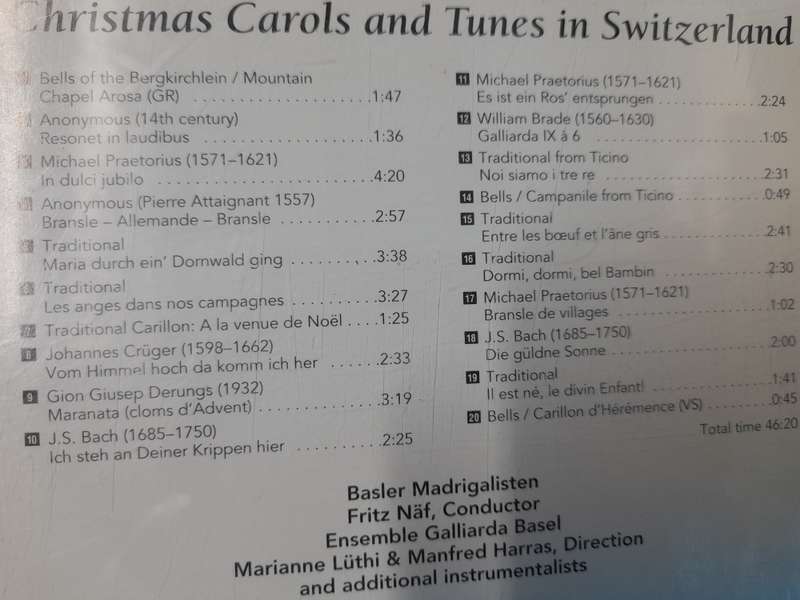 Christmas Carols and Tunes in Switzerland
Bells of the Bergkirchlein / Mountain
Chapel Arosa (GR) ....................1:47
Anonymous (14th century)
Resonet in laudibus ....................1:36
Michael Praetorius (1571–1621)
In dulci jubilo ..........................4:20
Anonymous (Pierre Attaignant 1557)
Bransle – Allemande – Bransle ...........2:57
Traditional
Maria durch ein' Dornwald ging ..........3:38
Traditional
Les anges dans nos campagnes ..........3:27
7 Traditional Carillon: A la venue de Noël ....1:25
8 Johannes Crüger (1598–1662)
Vom Himmel hoch da komm ich her ......2:33
9 Gion Giusep Derungs (1932)
Maranata (cloms d'Advent) .............3:19
10 J.S. Bach (1685–1750)
Ich steh an Deiner Krippen hier ..........2:25
11 Michael Praetorius (1571–1621)
Es ist ein Ros' entsprungen ............2:24
12 William Brade (1560–1630)
Galliarda IX à 6 ....................1:05
13 Traditional from Ticino
Noi siamo i tre re ....................2:31
14 Bells / Campanile from Ticino ..........0:49
15 Traditional
Entre les bœuf et l'âne gris ............2:41
16 Traditional
Dormi, dormi, bel Bambin ............2:30
17 Michael Praetorius (1571–1621)
Bransle de villages ..................1:02
18 J.S. Bach (1685–1750)
Die güldne Sonne ....................2:00
19 Traditional
Il est né, le divin Enfant! ..............1:41
20 Bells / Carillon d'Hérémence (VS) ........0:45
Total time 46:20
Basler Madrigalisten
Fritz Näf, Conductor
Ensemble Galliarda Basel
Marianne Lüthi & Manfred Harras, Direction
and additional instrumentalists